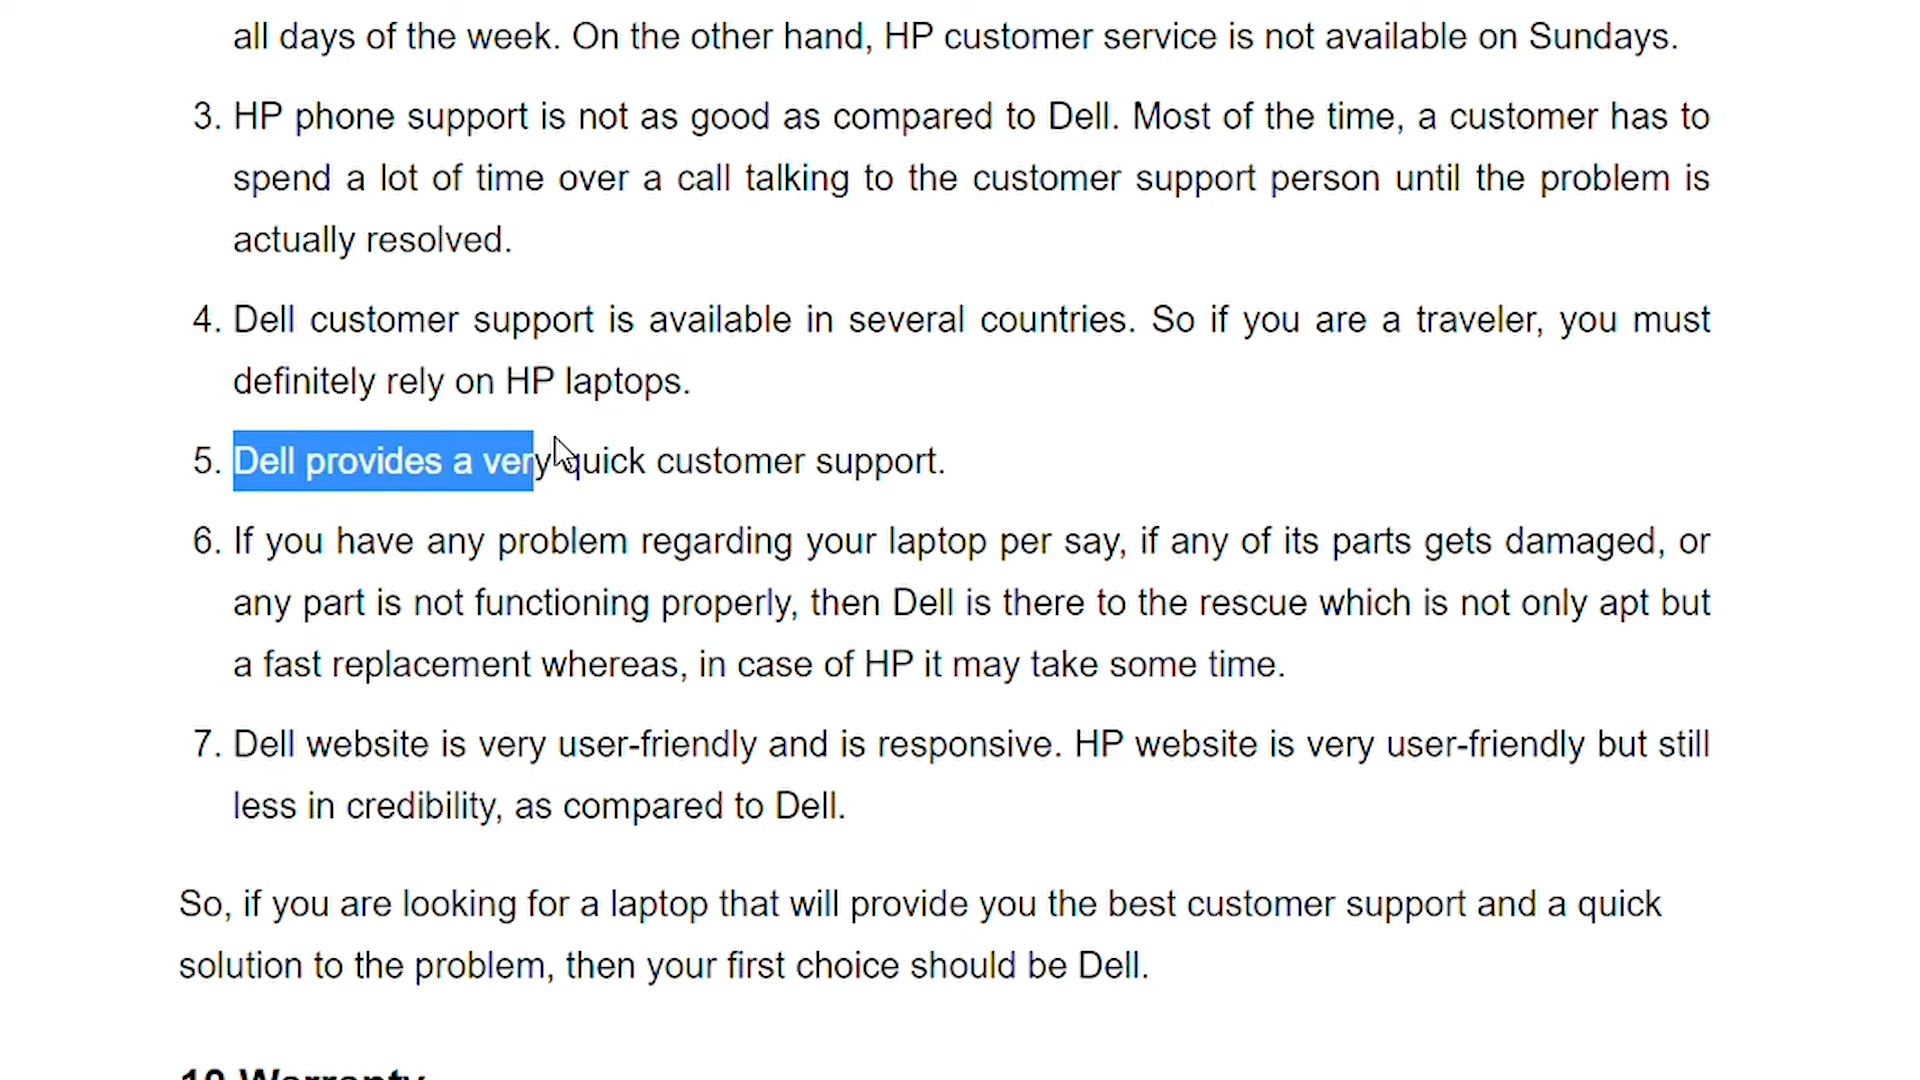 all days of the week. On the other hand, HP customer service is not available on Sundays.
3. HP phone support is not as good as compared to Dell. Most of the time, a customer has to
spend a lot of time over a call talking to the customer support person until the problem is
actually resolved.
4. Dell customer support is available in several countries. So if you are a traveler, you must
definitely rely on HP laptops.
5. Dell provides a very quick customer support.
6. If you have any problem regarding your laptop per say, if any of its parts gets damaged, or
any part is not functioning properly, then Dell is there to the rescue which is not only apt but
a fast replacement whereas, in case of HP it may take some time.
7. Dell website is very user-friendly and is responsive. HP website is very user-friendly but still
less in credibility, as compared to Dell.
So, if you are looking for a laptop that will provide you the best customer support and a quick
solution to the problem, then your first choice should be Dell.
10 Warranty